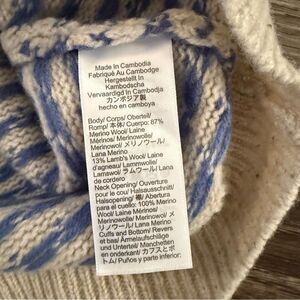 Made in Cambodia
Fabriqué Au Cambodge
Hergestellt In
Kambodscha
Vervaardigd In Cambodja
カンボジア製
hecho en camboya
Body/ Corps/ Oberteil/
Romp/ 本体/ Cuerpo: 87%
Merino Wool/ Laine
Mérinos/ Merinowolle/
Merinowol/ メリノウール/
Lana Merino
13% Lamb's Wool/ Laine
d'agneau/ Lammwolle/
Lamswol/ ラムウール/ Lana
Neck Opening/ Ouverture
pour le cou/ Halsausschnitt/
Halsopening/ 襟/ Abertura
para el cuello: 100% Merino
Wool/ Laine Mérinos/
Merinowolle/ Merinowol/ メ
リノウール/ Lana Merino
Cuffs and Bottom/ Revers
et bas/ Ärmelaufschläge
und Unterteil/ Manchetten
en onderkant/ カフスとボ
トム/ Puños y parte inferior: